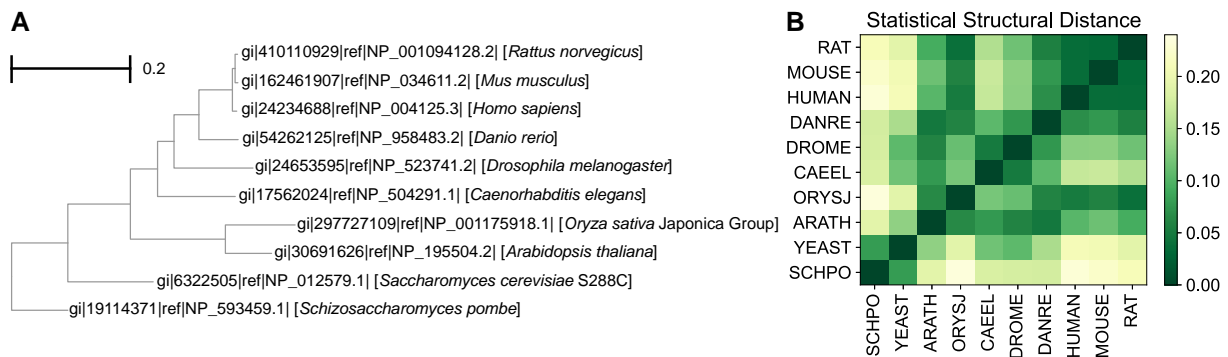 A
0.2
gi|410110929|ref|NP_001094128.2| [Rattus norvegicus]
gi|162461907|ref|NP_034611.2| [Mus musculus]
gi|24234688|ref|NP_004125.3| [Homo sapiens]
gi|54262125|ref|NP_958483.2| [Danio rerio]
gi|24653595|ref|NP_523741.2| [Drosophila melanogaster]
gi|17562024|ref|NP_504291.1| [Caenorhabditis elegans]
gi|297727109|ref|NP_001175918.1| [Oryza sativa Japonica Group]
gi|30691626|ref|NP_195504.2| [Arabidopsis thaliana]
gi|6322505|ref|NP_012579.1| [Saccharomyces cerevisiae S288C]
gi|19114371|ref|NP_593459.1| [Schizosaccharomyces pombe]
B
Statistical Structural Distance
RAT
MOUSE
HUMAN
DANRE
DROME
CAEEL
ORYSJ
ARATH
YEAST
SCHPO
SCHPO
YEAST
ARATH
ORYSJ
CAEEL
DROME
DANRE
HUMAN
MOUSE
RAT
0.20
0.15
0.10
0.05
0.00